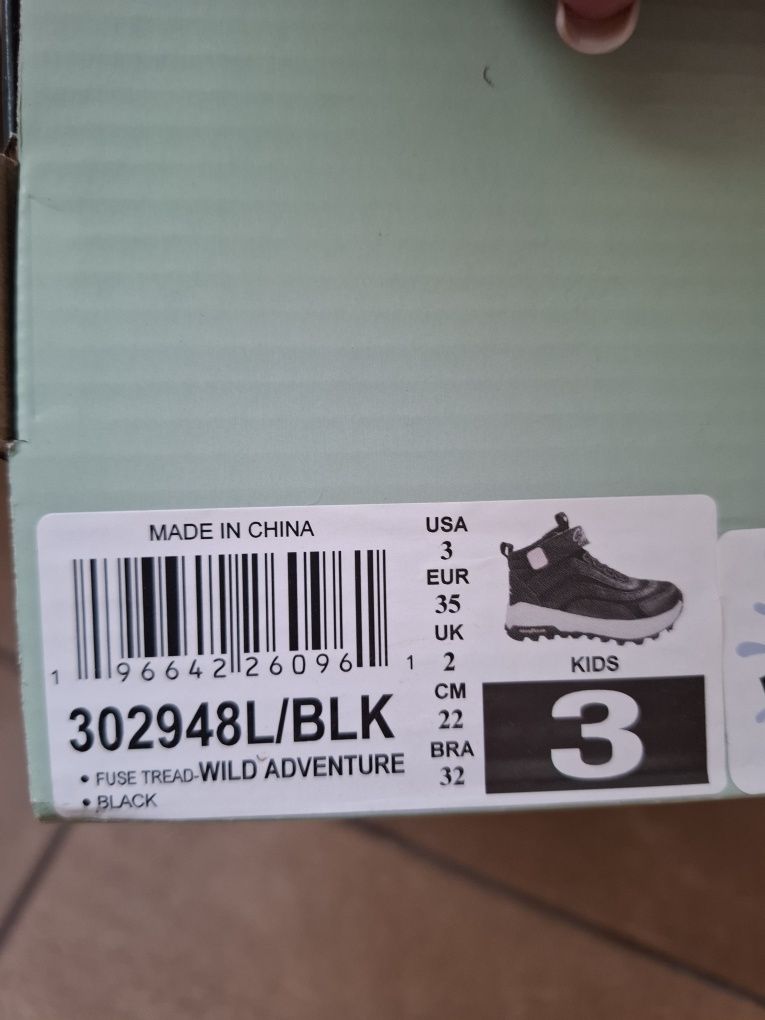 MADE IN CHINA
1 96642 26096 1
302948L/BLK
• FUSE TREAD-WILD ADVENTURE
• BLACK
USA
3
EUR
35
UK
2
CM
22
BRA
32
KIDS
3